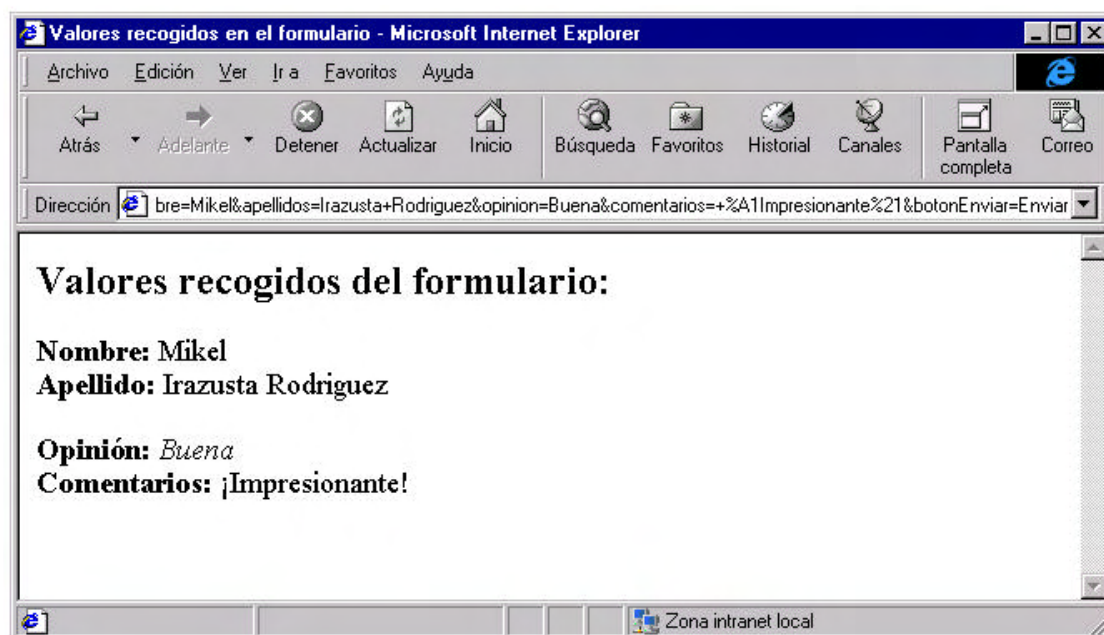 Valores recogidos en el formulario - Microsoft Internet Explorer
Archivo Edición Ver Ir a Favoritos Ayuda
Atrás Adelante Detener Actualizar Inicio Búsqueda Favoritos Historial Canales Pantalla completa Correo
Dirección bre=Mikel&apellidos=Irazusta+Rodriguez&opinion=Buena&comentarios=+%A1Impresionante%21&botonEnviar=Enviar
Valores recogidos del formulario:
Nombre: Mikel
Apellido: Irazusta Rodriguez
Opinión: Buena
Comentarios: ¡Impresionante!
Zona intranet local